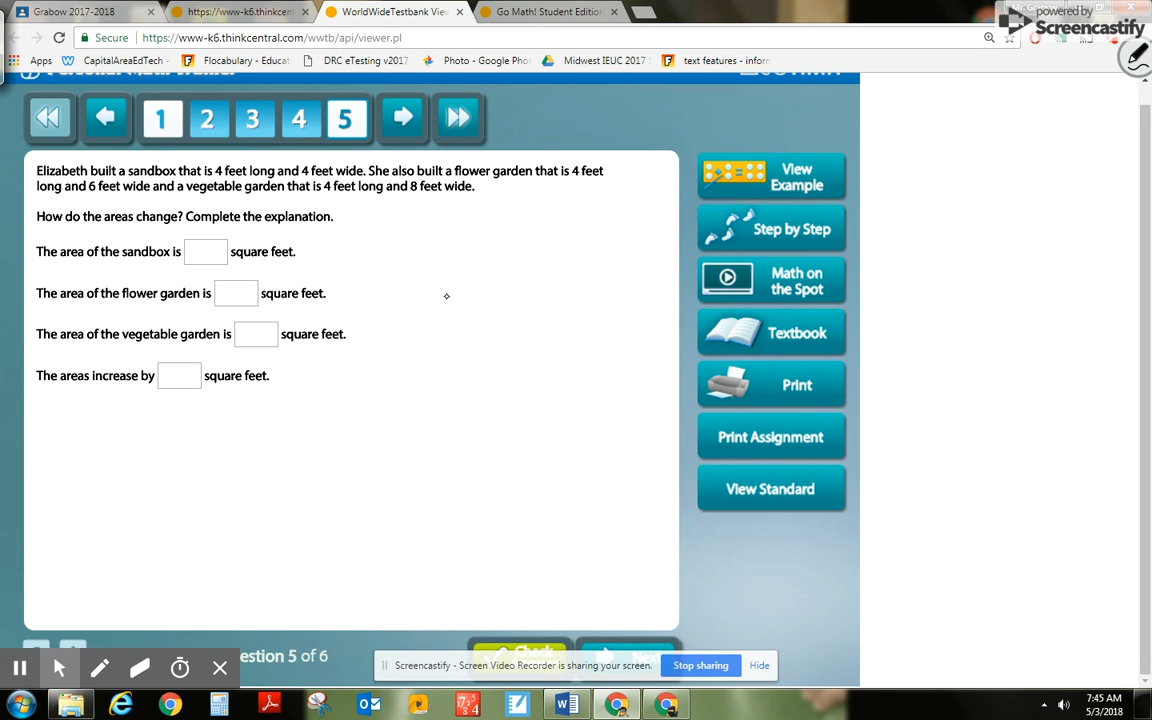 Grabow 2017-2018
https://www-k6.thinkcent
WorldWideTestbank View
Go Math! Student Edition
powered by
Screencastify
Secure
https://www-k6.thinkcentral.com/wwtb/api/viewer.pl
Apps
CapitalAreaEdTech -
Flocabulary - Educat
DRC eTesting v2017
Photo - Google Pho
Midwest IEUC 2017 S
text features - inform
1
2
3
4
5
Elizabeth built a sandbox that is 4 feet long and 4 feet wide. She also built a flower garden that is 4 feet
long and 6 feet wide and a vegetable garden that is 4 feet long and 8 feet wide.
How do the areas change? Complete the explanation.
The area of the sandbox is square feet.
The area of the flower garden is square feet.
The area of the vegetable garden is square feet.
The areas increase by square feet.
View
Example
Step by Step
Math on
the Spot
Textbook
Print
Print Assignment
View Standard
estion 5 of 6
Check
Next
Screencastify - Screen Video Recorder is sharing your screen.
Stop sharing
Hide
7:45 AM
5/3/2018